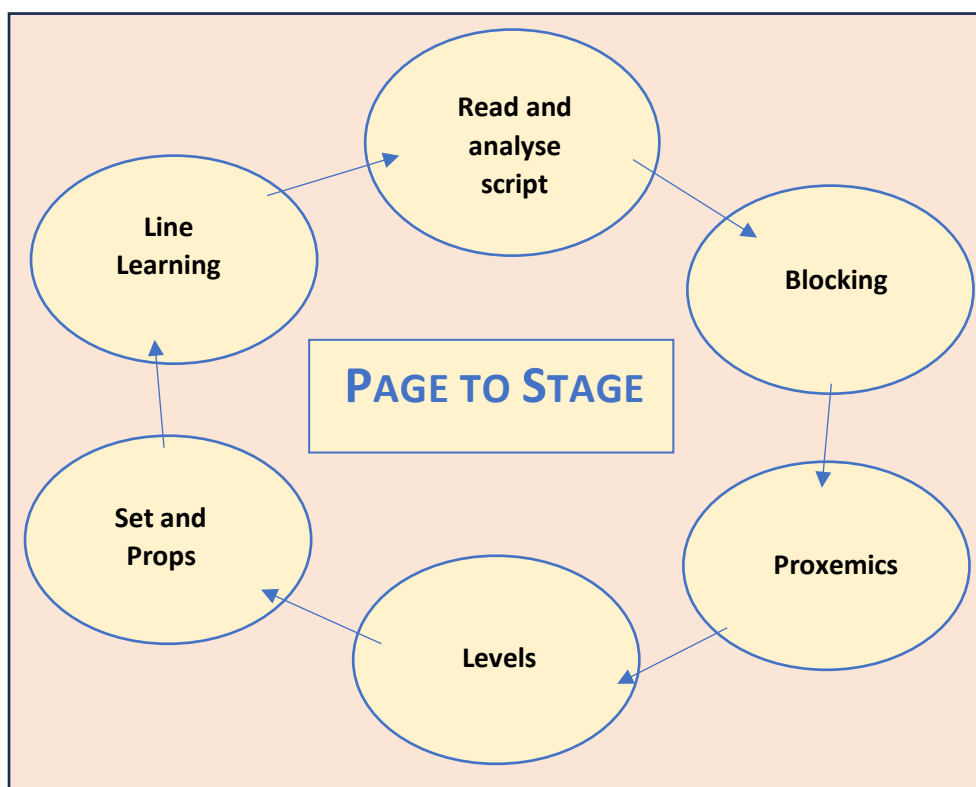 Read and
analyse
script
Line
Learning
Blocking
PAGE TO STAGE
Set and
Props
Proxemics
Levels